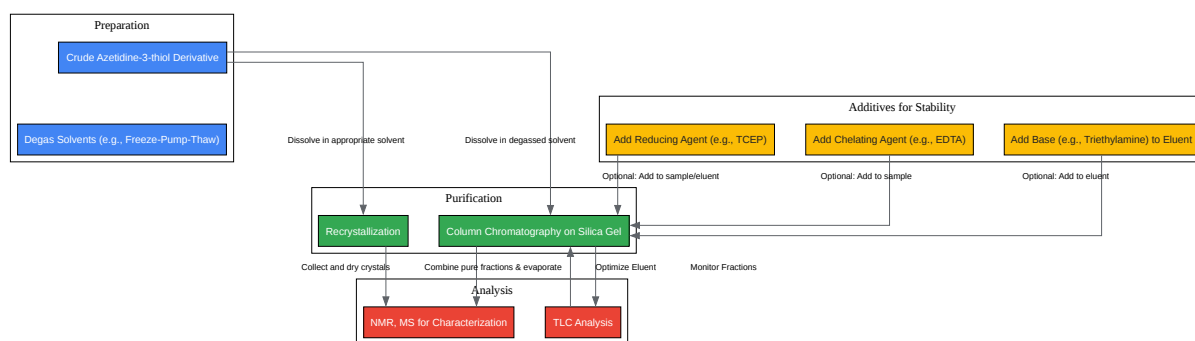 Preparation
Crude Azetidine-3-thiol Derivative
Degas Solvents (e.g., Freeze-Pump-Thaw)
Additives for Stability
Add Reducing Agent (e.g., TCEP)
Add Chelating Agent (e.g., EDTA)
Add Base (e.g., Triethylamine) to Eluent
Dissolve in appropriate solvent
Dissolve in degassed solvent
Optional: Add to sample/eluent
Optional: Add to sample
Optional: Add to eluent
Purification
Recrystallization
Column Chromatography on Silica Gel
Collect and dry crystals
Combine pure fractions & evaporate
Optimize Eluent
Monitor Fractions
Analysis
NMR, MS for Characterization
TLC Analysis